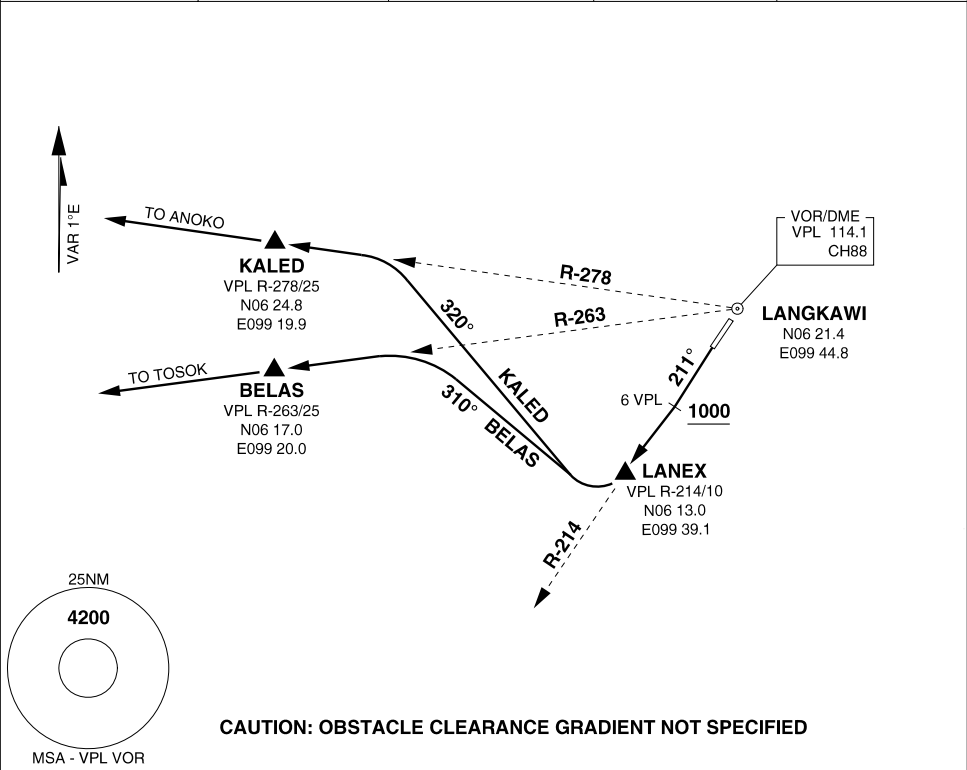 VAR 1°E
TO ANOKO
KALED
VPL R-278/25
N06 24.8
E099 19.9
TO TOSOK
BELAS
VPL R-263/25
N06 17.0
E099 20.0
R-278
R-263
320°
KALED
310°
BELAS
VOR/DME
VPL 114.1
CH88
LANGKAWI
N06 21.4
E099 44.8
211°
6 VPL
1000
LANEX
VPL R-214/10
N06 13.0
E099 39.1
R-214
25NM
4200
MSA - VPL VOR
CAUTION: OBSTACLE CLEARANCE GRADIENT NOT SPECIFIED